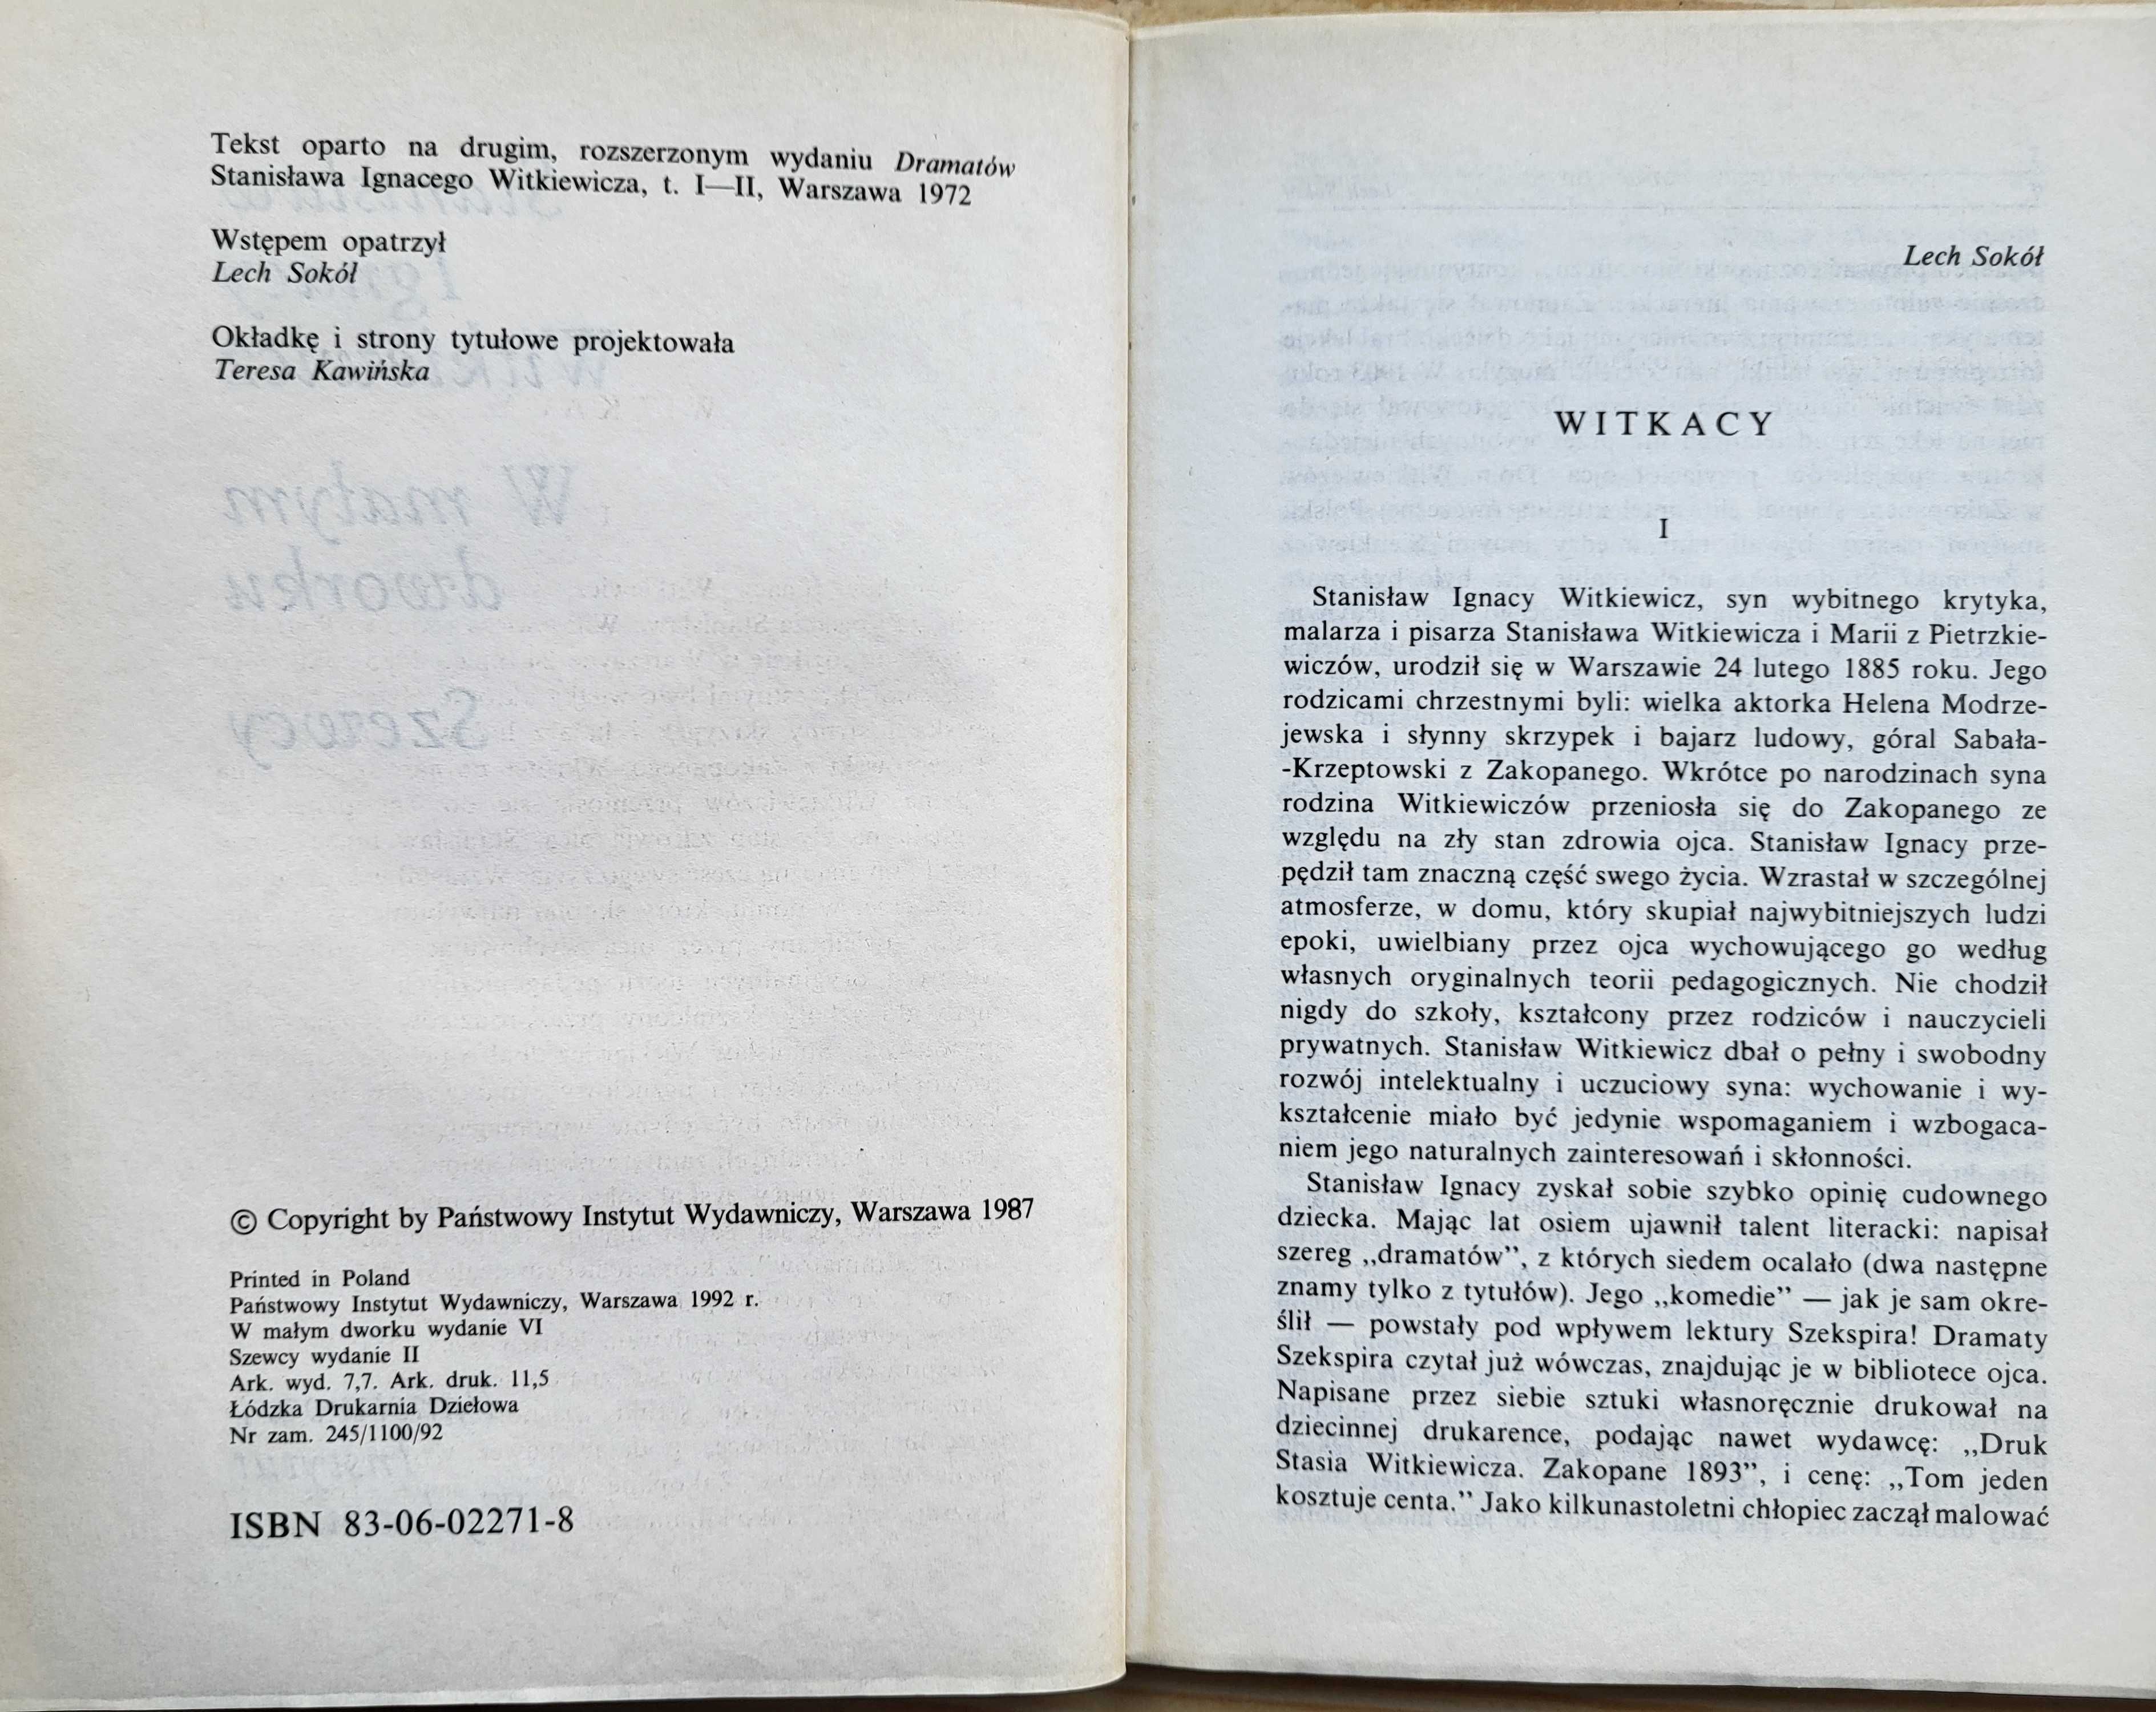 Tekst oparto na drugim, rozszerzonym wydaniu Dramatów
Stanisława Ignacego Witkiewicza, t. I—II, Warszawa 1972
Wstępem opatrzył
Lech Sokół
Okładkę i strony tytułowe projektowała
Teresa Kawińska
© Copyright by Państwowy Instytut Wydawniczy, Warszawa 1987
Printed in Poland
Państwowy Instytut Wydawniczy, Warszawa 1992 r.
W małym dworku wydanie VI
Szewcy wydanie II
Ark. wyd. 7,7. Ark. druk. 11,5
Łódzka Drukarnia Dziełowa
Nr zam. 245/1100/92
ISBN 83-06-02271-8
Lech Sokół
WITKACY
I
Stanisław Ignacy Witkiewicz, syn wybitnego krytyka,
malarza i pisarza Stanisława Witkiewicza i Marii z Pietrzkie-
wiczów, urodził się w Warszawie 24 lutego 1885 roku. Jego
rodzicami chrzestnymi byli: wielka aktorka Helena Modrze-
jewska i słynny skrzypek i bajarz ludowy, góral Sabała-
-Krzeptowski z Zakopanego. Wkrótce po narodzinach syna
rodzina Witkiewiczów przeniosła się do Zakopanego ze
względu na zły stan zdrowia ojca. Stanisław Ignacy prze-
pędził tam znaczną część swego życia. Wzrastał w szczególnej
atmosferze, w domu, który skupiał najwybitniejszych ludzi
epoki, uwielbiany przez ojca wychowującego go według
własnych oryginalnych teorii pedagogicznych. Nie chodził
nigdy do szkoły, kształcony przez rodziców i nauczycieli
prywatnych. Stanisław Witkiewicz dbał o pełny i swobodny
rozwój intelektualny i uczuciowy syna: wychowanie i wy-
kształcenie miało być jedynie wspomaganiem i wzbogaca-
niem jego naturalnych zainteresowań i skłonności.
Stanisław Ignacy zyskał sobie szybko opinię cudownego
dziecka. Mając lat osiem ujawnił talent literacki: napisał
szereg „dramatów”, z których siedem ocalało (dwa następne
znamy tylko z tytułów). Jego „komedie” — jak je sam okre-
ślił — powstały pod wpływem lektury Szekspira! Dramaty
Szekspira czytał już wówczas, znajdując je w bibliotece ojca.
Napisane przez siebie sztuki własnoręcznie drukował na
dziecinnej drukarence, podając nawet wydawcę: „Druk
Stasia Witkiewicza. Zakopane 1893”, i cenę: „Tom jeden
kosztuje centa.” Jako kilkunastoletni chłopiec zaczął malować